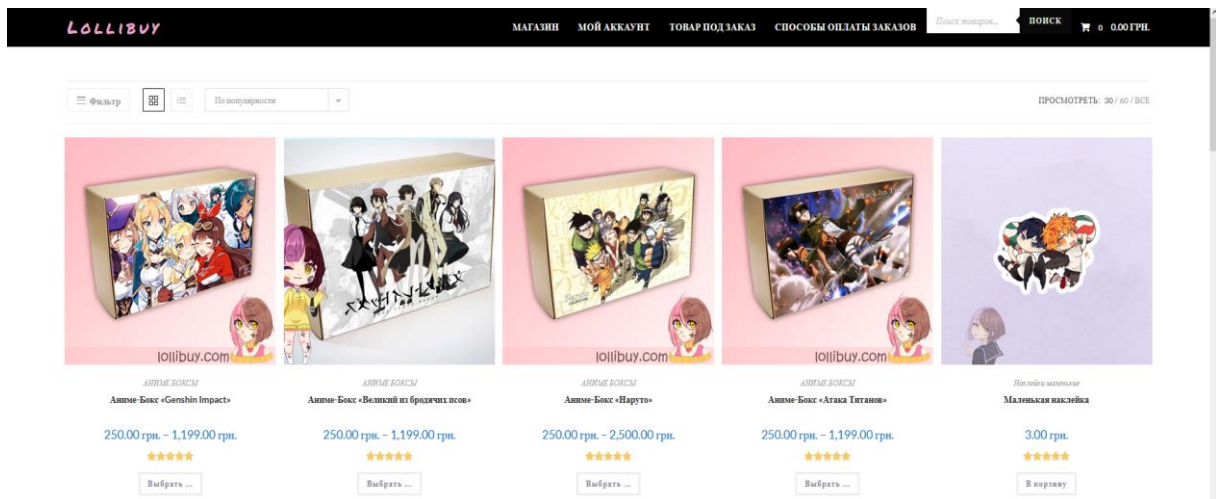 LOLLIBUY
МАГАЗИН МОЙ АККАУНТ ТОВАР ПОД ЗАКАЗ СПОСОБЫ ОПЛАТЫ ЗАКАЗОВ Поиск товаров... ПОИСК 0 0.00 ГРН.
Фильтр По популярности ПРОСМОТРЕТЬ: 30 / 60 / ВСЕ
Attack on
lollibuy.com lollibuy.com lollibuy.com
АНИМЕ БОКСЫ АНИМЕ БОКСЫ АНИМЕ БОКСЫ АНИМЕ БОКСЫ Наклейки маленькие
Аниме-Бокс «Genshin Impact» Аниме-Бокс «Великий из бродячих псов» Аниме-Бокс «Наруто» Аниме-Бокс «Атака Титанов» Маленькая наклейка
250.00 грн. – 1,199.00 грн. 250.00 грн. – 1,199.00 грн. 250.00 грн. – 2,500.00 грн. 250.00 грн. – 1,199.00 грн. 3.00 грн.
Выбрать ... Выбрать ... Выбрать ... Выбрать ... В корзину